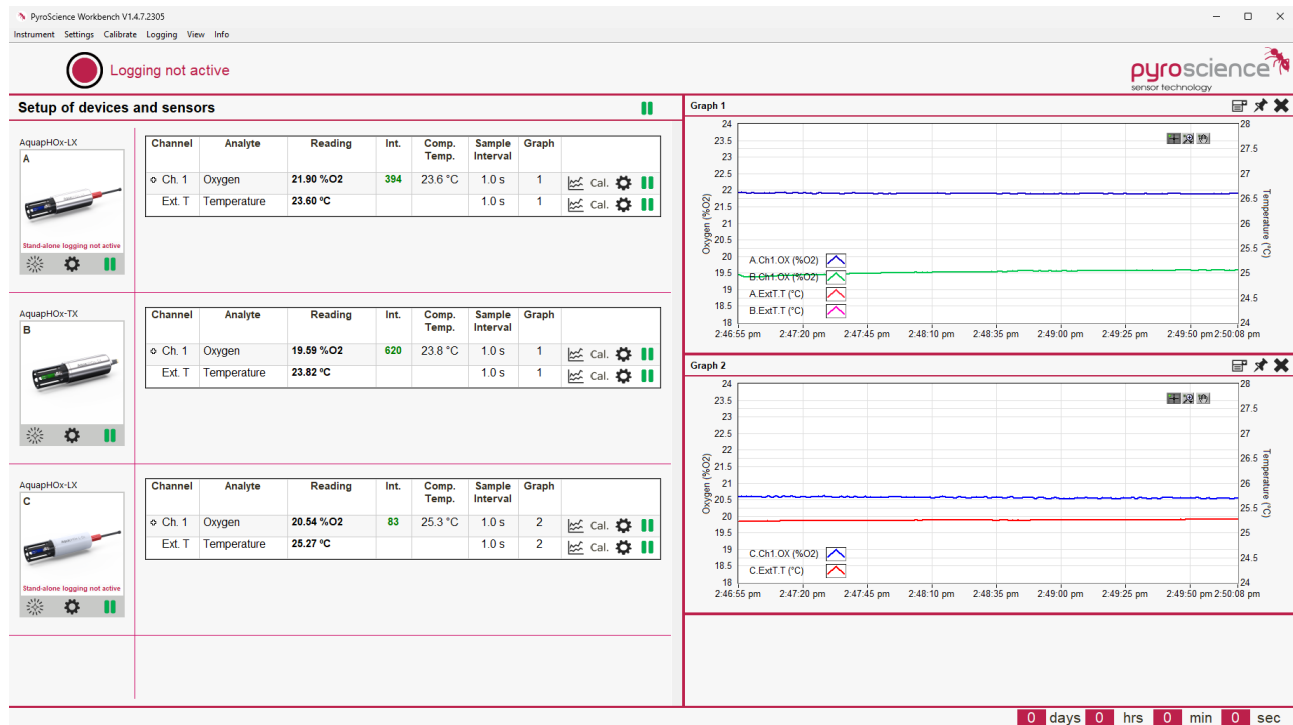 PyroScience Workbench V1.4.7.2305
Instrument Settings Calibrate Logging View Info
Logging not active
pyroscience
sensor technology
Setup of devices and sensors
AquapHOx-LX
A
Stand-alone logging not active
Channel Analyte Reading Int. Comp. Temp. Sample Interval Graph
Ch. 1 Oxygen 21.90 %O2 394 23.6 °C 1.0 s 1 Cal.
Ext. T Temperature 23.60 °C 1.0 s 1 Cal.
AquapHOx-TX
B
Channel Analyte Reading Int. Comp. Temp. Sample Interval Graph
Ch. 1 Oxygen 19.59 %O2 620 23.8 °C 1.0 s 1 Cal.
Ext. T Temperature 23.82 °C 1.0 s 1 Cal.
AquapHOx-LX
C
Stand-alone logging not active
Channel Analyte Reading Int. Comp. Temp. Sample Interval Graph
Ch. 1 Oxygen 20.54 %O2 83 25.3 °C 1.0 s 2 Cal.
Ext. T Temperature 25.27 °C 1.0 s 2 Cal.
Graph 1
Oxygen (%O2)
24
23.5
23
22.5
22
21.5
21
20.5
20
19.5
19
18.5
18
A.Ch1.OX (%O2)
B.Ch1.OX (%O2)
A.ExtT.T (°C)
B.ExtT.T (°C)
28
27.5
27
26.5
26
25.5
25
24.5
24
Temperature (°C)
2:46:55 pm 2:47:20 pm 2:47:45 pm 2:48:10 pm 2:48:35 pm 2:49:00 pm 2:49:25 pm 2:49:50 pm 2:50:08 pm
Graph 2
Oxygen (%O2)
24
23.5
23
22.5
22
21.5
21
20.5
20
19.5
19
18.5
18
C.Ch1.OX (%O2)
C.ExtT.T (°C)
28
27.5
27
26.5
26
25.5
25
24.5
24
Temperature (°C)
2:46:55 pm 2:47:20 pm 2:47:45 pm 2:48:10 pm 2:48:35 pm 2:49:00 pm 2:49:25 pm 2:49:50 pm 2:50:08 pm
0 days 0 hrs 0 min 0 sec